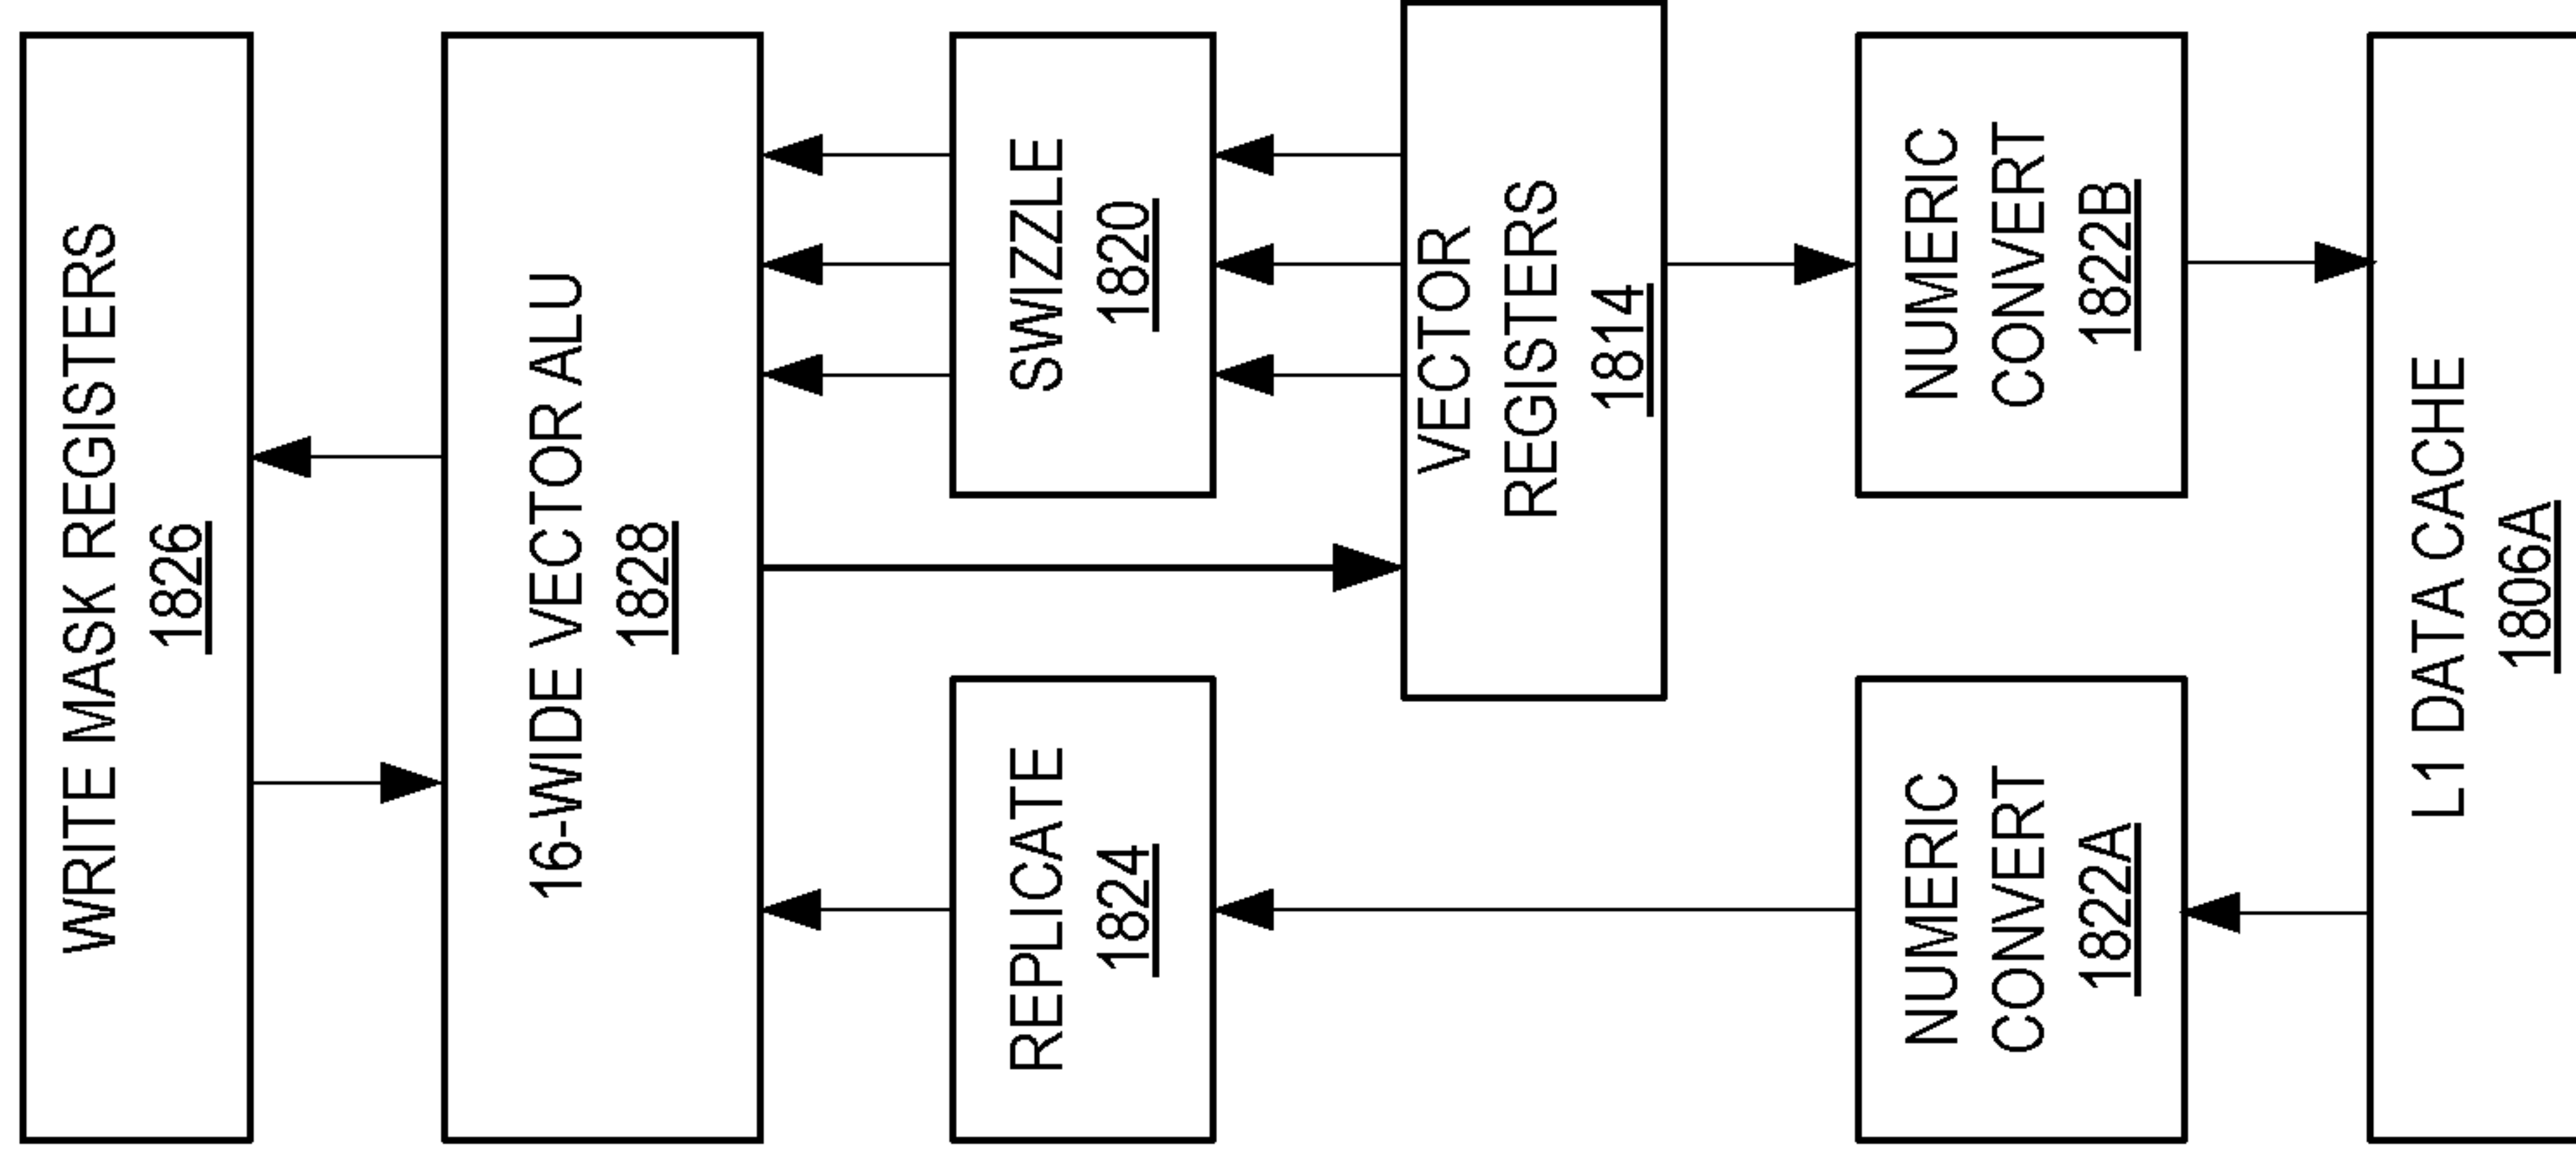 WRITE MASK REGISTERS
1826
16-WIDE VECTOR ALU
1828
REPLICATE
1824
SWIZZLE
1820
VECTOR
REGISTERS
1814
NUMERIC
CONVERT
1822A
NUMERIC
CONVERT
1822B
L1 DATA CACHE
1806A